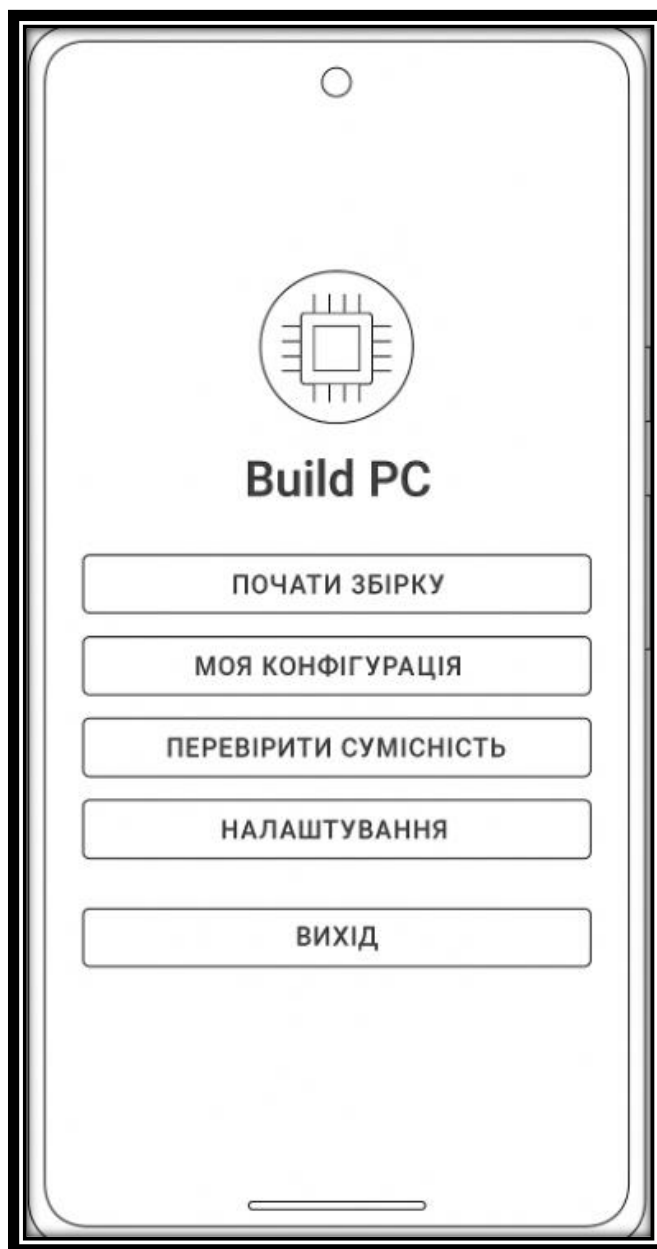 Build PC
ПОЧАТИ ЗБІРКУ
МОЯ КОНФІГУРАЦІЯ
ПЕРЕВІРИТИ СУМІСНІСТЬ
НАЛАШТУВАННЯ
ВИХІД